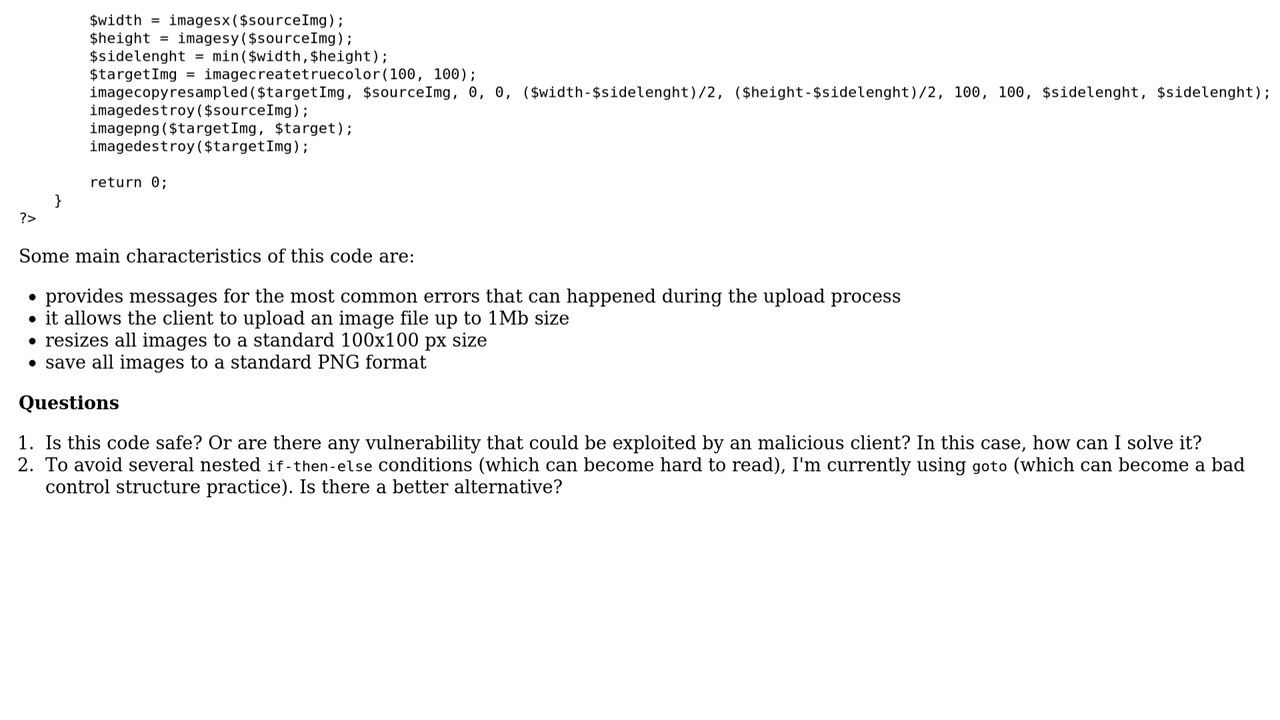 $width = imagesx($sourceImg);
$height = imagesy($sourceImg);
$sidelenght = min($width,$height);
$targetImg = imagecreatetruecolor(100, 100);
imagecopyresampled($targetImg, $sourceImg, 0, 0, ($width-$sidelenght)/2, ($height-$sidelenght)/2, 100, 100, $sidelenght, $sidelenght);
imagedestroy($sourceImg);
imagepng($targetImg, $target);
imagedestroy($targetImg);
return 0;
}
?>
Some main characteristics of this code are:
• provides messages for the most common errors that can happened during the upload process
• it allows the client to upload an image file up to 1Mb size
• resizes all images to a standard 100x100 px size
• save all images to a standard PNG format
Questions
1. Is this code safe? Or are there any vulnerability that could be exploited by an malicious client? In this case, how can I solve it?
2. To avoid several nested if-then-else conditions (which can become hard to read), I'm currently using goto (which can become a bad
control structure practice). Is there a better alternative?